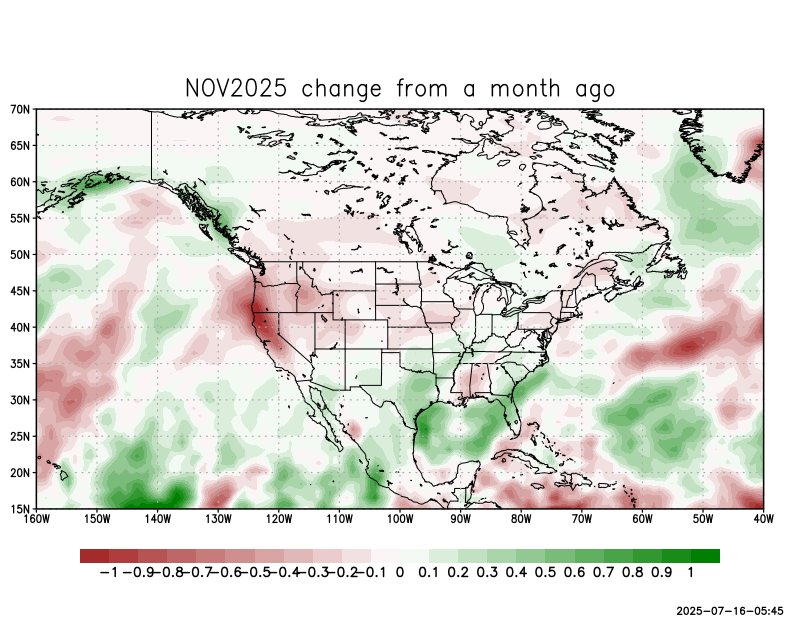 NOV2025 change from a month ago
70N
65N
60N
55N
50N
45N
40N
35N
30N
25N
20N
15N
160W 150W 140W 130W 120W 110W 100W 90W 80W 70W 60W 50W 40W
-1 -0.9 -0.8 -0.7 -0.6 -0.5 -0.4 -0.3 -0.2 -0.1 0 0.1 0.2 0.3 0.4 0.5 0.6 0.7 0.8 0.9 1
2025-07-16-05:45